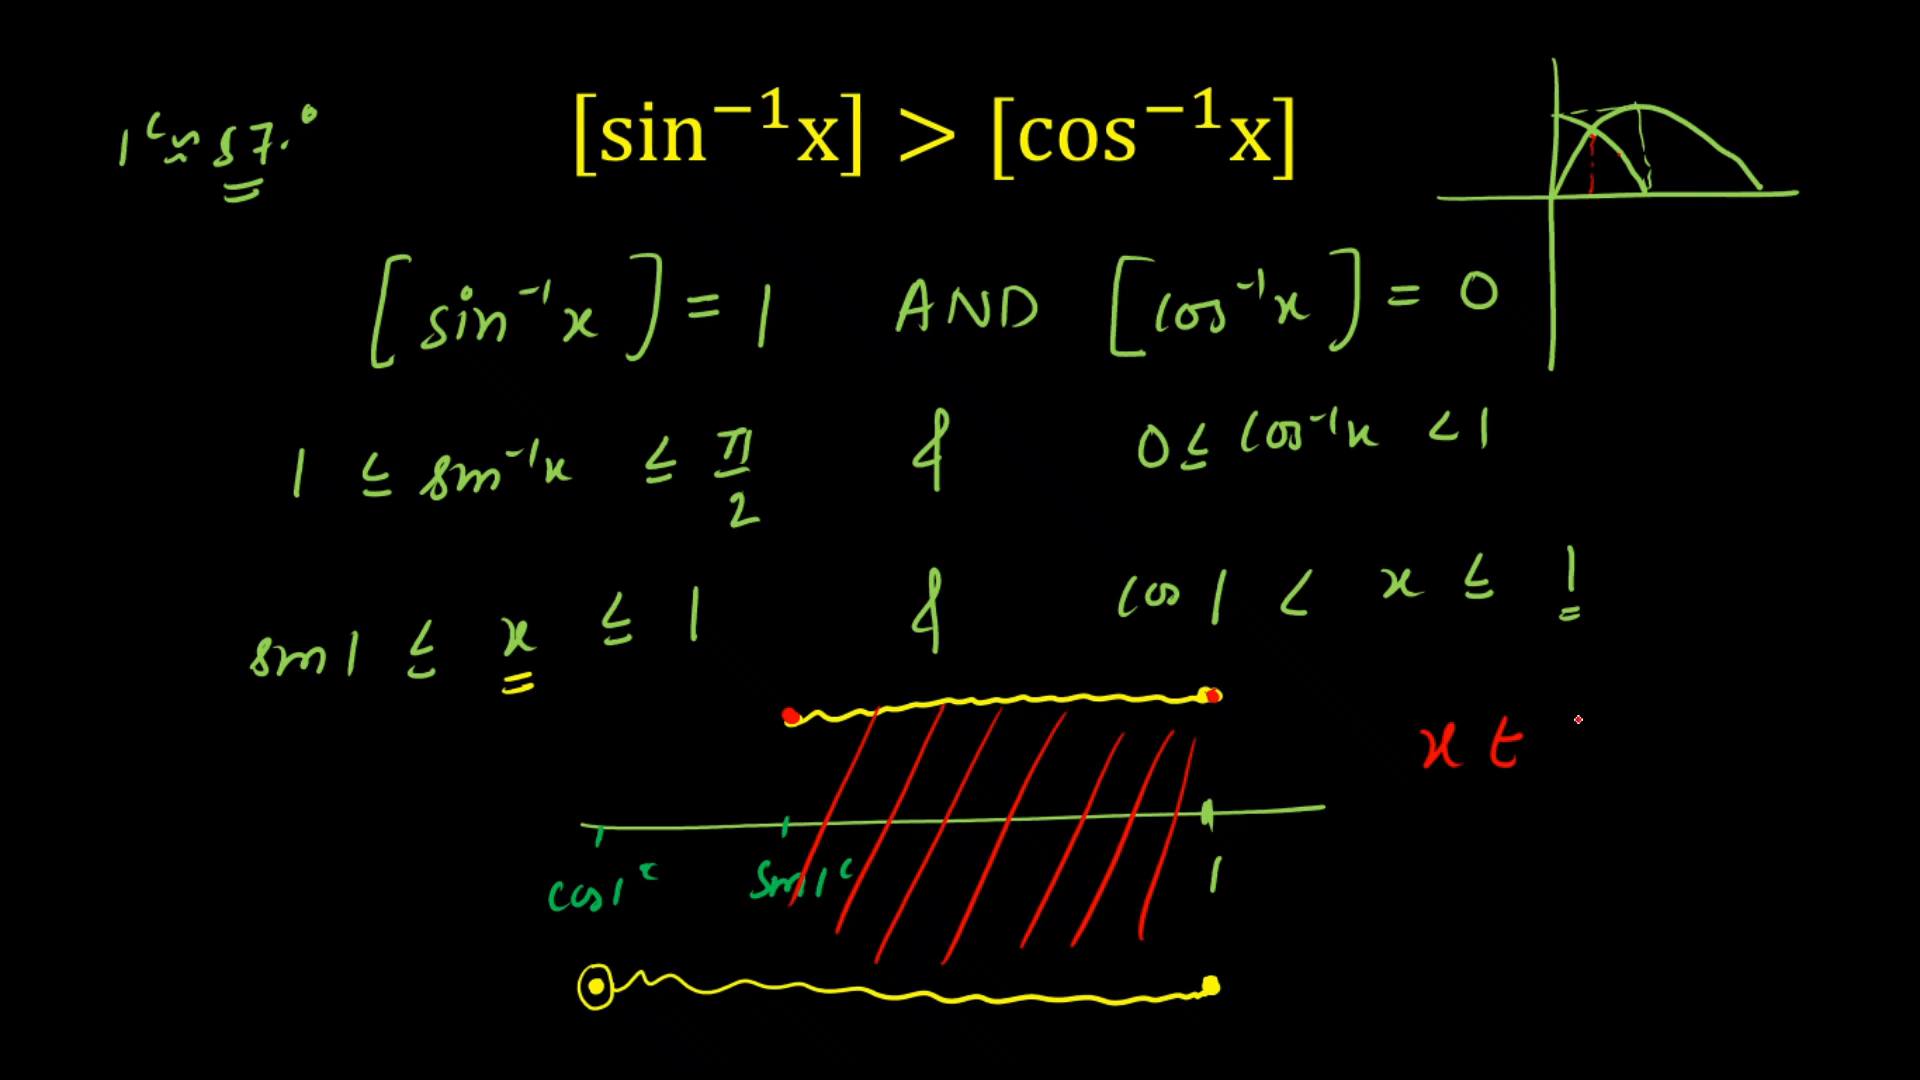 [sin⁻¹x] > [cos⁻¹x]
1ᶜ ≈ 57.°
[sin⁻¹x] = 1 AND [cos⁻¹x] = 0
1 ≤ sin⁻¹x ≤ π/2 & 0 ≤ cos⁻¹x < 1
sin 1 ≤ x ≤ 1 & cos 1 < x ≤ 1
x t
cos1ᶜ sin1ᶜ 1